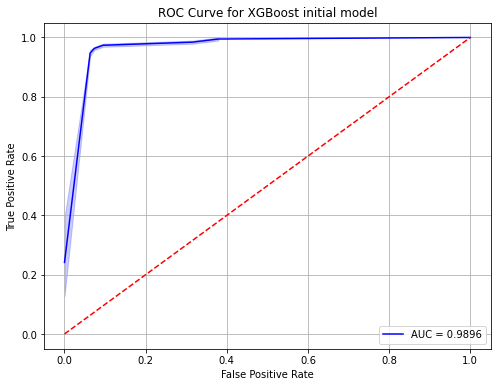 ROC Curve for XGBoost initial model
True Positive Rate
1.0
0.8
0.6
0.4
0.2
0.0
AUC = 0.9896
0.0 0.2 0.4 0.6 0.8 1.0
False Positive Rate